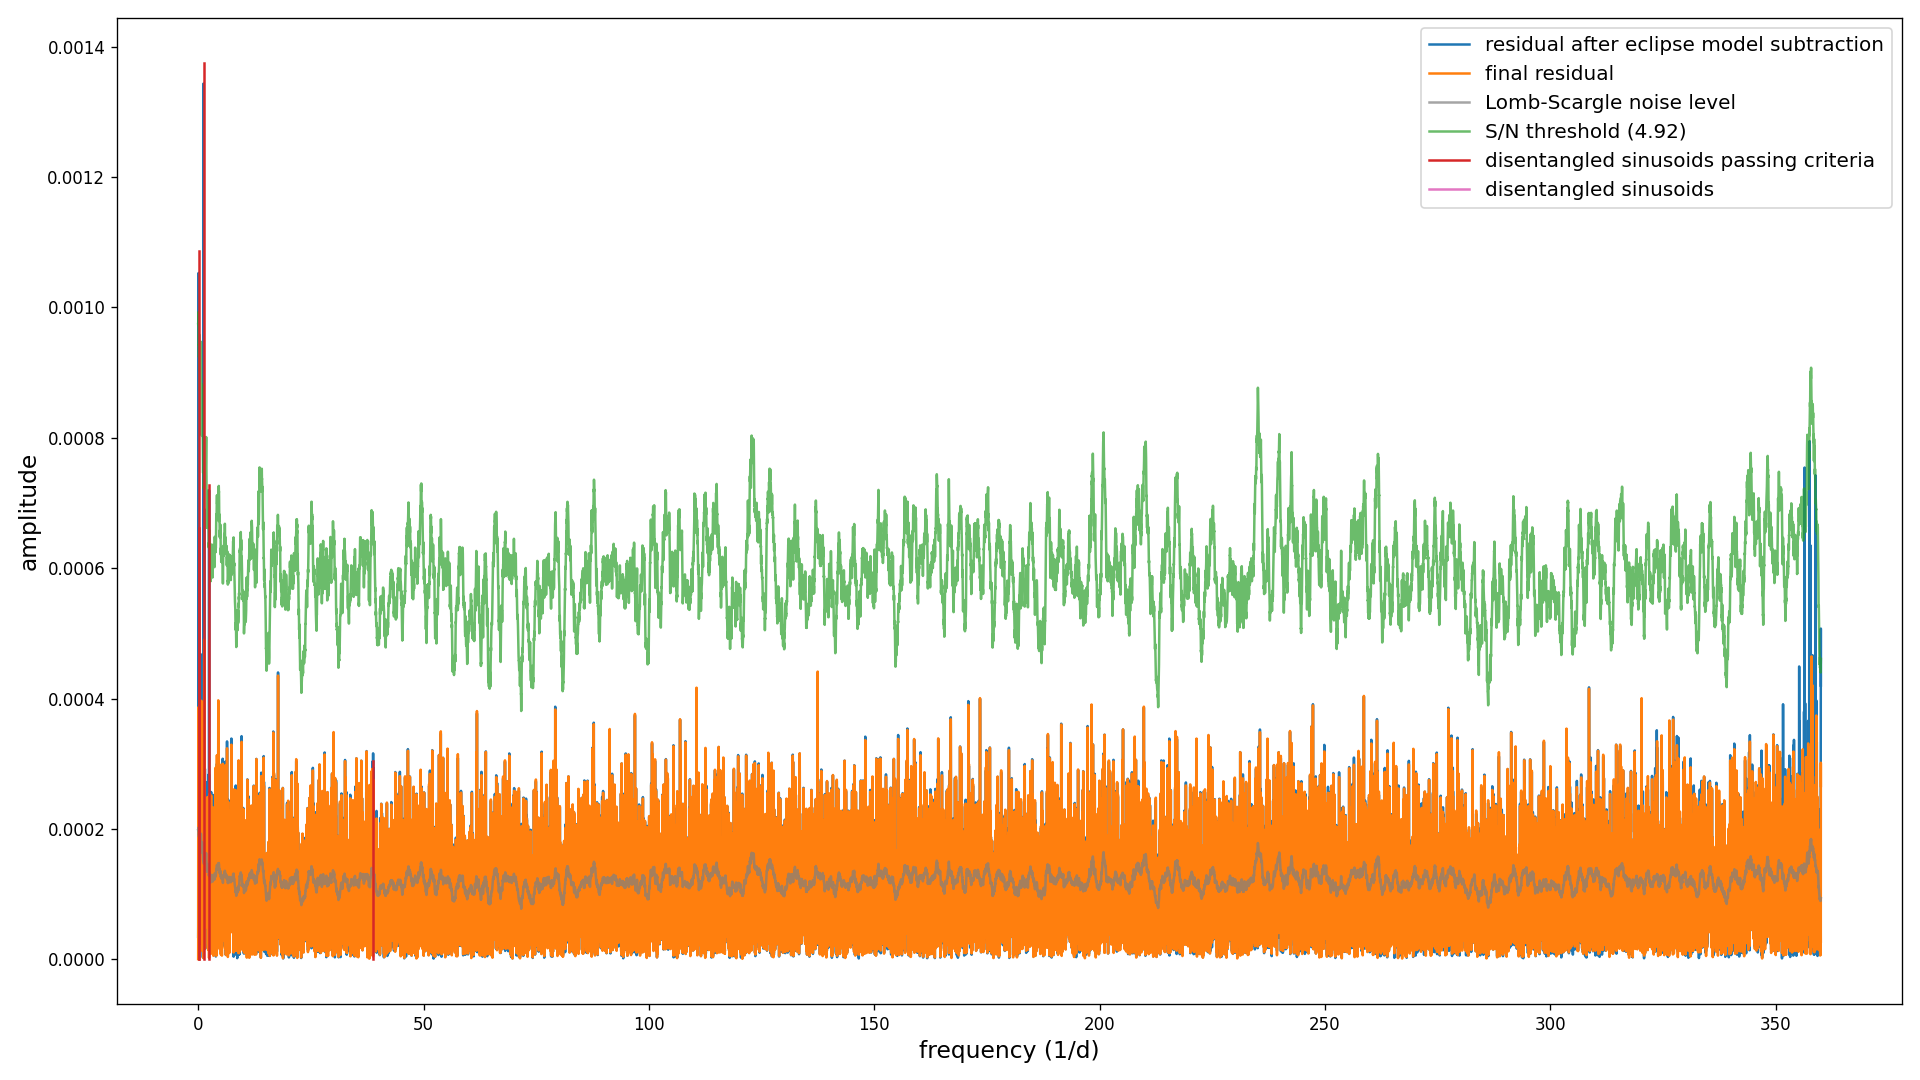 0.0014
0.0012
0.0010
0.0008
0.0006
0.0004
0.0002
0.0000
amplitude
residual after eclipse model subtraction
final residual
Lomb-Scargle noise level
S/N threshold (4.92)
disentangled sinusoids passing criteria
disentangled sinusoids
0 50 100 150 200 250 300 350
frequency (1/d)